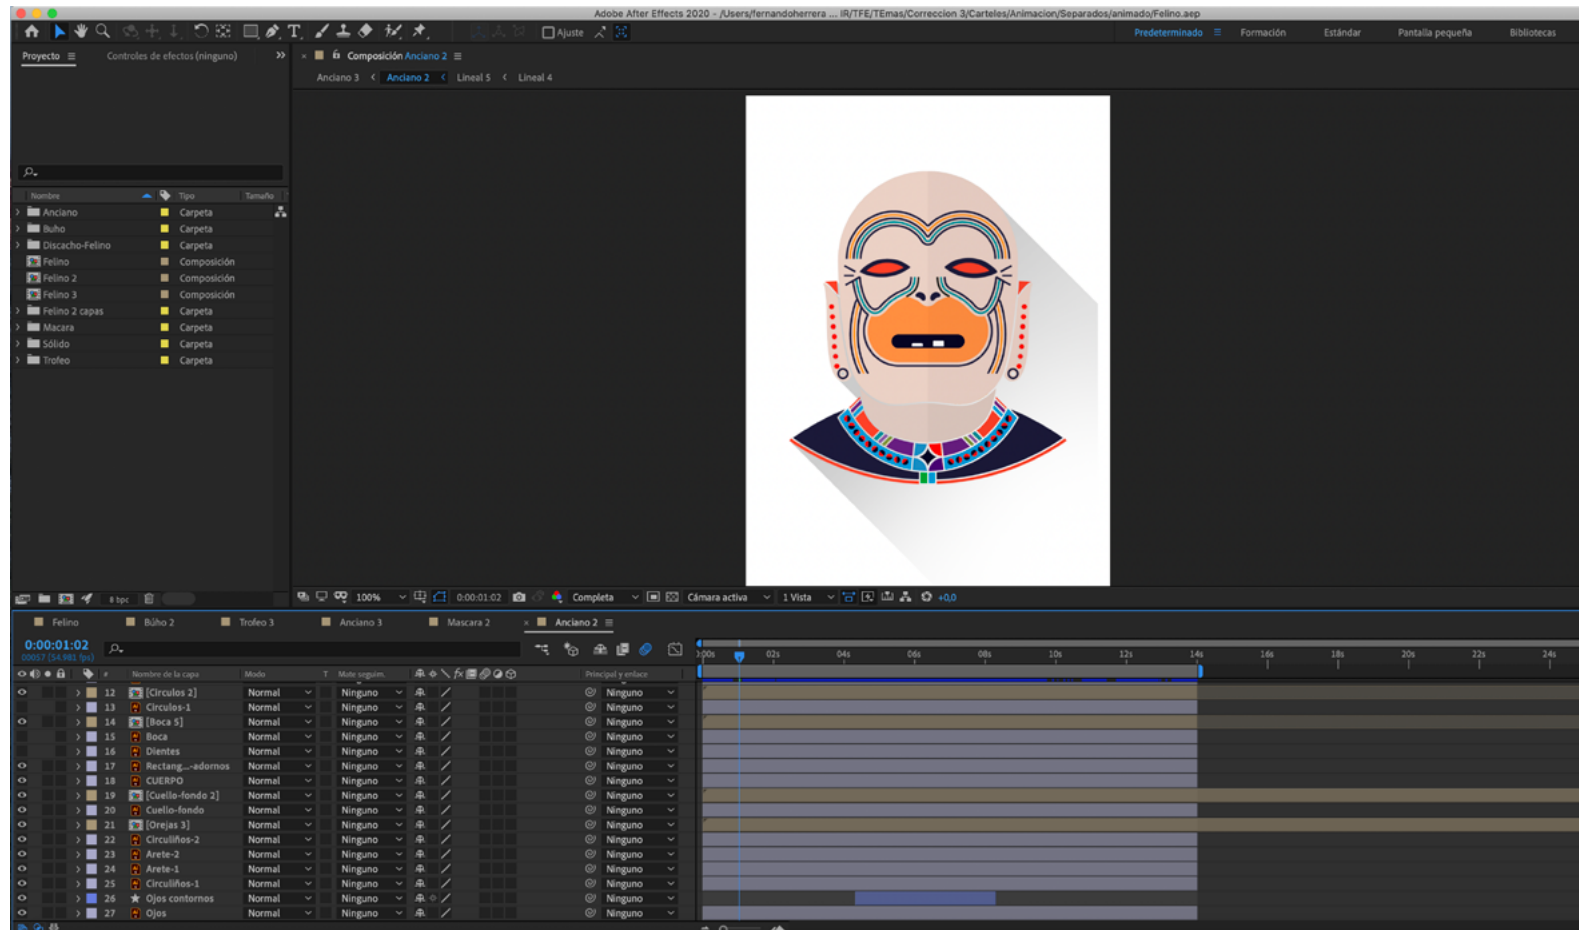 Adobe After Effects 2020 - /Users/fernandoherrera ... IR/TFE/TEmas/Correccion 3/Carteles/Animacion/Separados/animado/Felino.aep
Ajuste Predeterminado Formación Estándar Pantalla pequeña Bibliotecas
Proyecto Controles de efectos (ninguno) Composición Anciano 2
Anciano 3 Anciano 2 Lineal 5 Lineal 4
Nombre Tipo Tamaño
Anciano Carpeta
Buho Carpeta
Discacho-Felino Carpeta
Felino Composición
Felino 2 Composición
Felino 3 Composición
Felino 2 capas Carpeta
Macara Carpeta
Sólido Carpeta
Trofeo Carpeta
8 bpc 100% 0:00:01:02 Completa Cámara activa 1 Vista +0,0
Felino Búho 2 Trofeo 3 Anciano 3 Mascara 2 Anciano 2
0:00:01:02
00057 (54.981 fps)
:00s 02s 04s 06s 08s 10s 12s 14s 16s 18s 20s 22s 24s
# Nombre de la capa Modo T Mate seguim. Principal y enlace
12 [Circulos 2] Normal Ninguno Ninguno
13 Circulos-1 Normal Ninguno Ninguno
14 [Boca 5] Normal Ninguno Ninguno
15 Boca Normal Ninguno Ninguno
16 Dientes Normal Ninguno Ninguno
17 Rectang...-adornos Normal Ninguno Ninguno
18 CUERPO Normal Ninguno Ninguno
19 [Cuello-fondo 2] Normal Ninguno Ninguno
20 Cuello-fondo Normal Ninguno Ninguno
21 [Orejas 3] Normal Ninguno Ninguno
22 Circuliños-2 Normal Ninguno Ninguno
23 Arete-2 Normal Ninguno Ninguno
24 Arete-1 Normal Ninguno Ninguno
25 Circuliños-1 Normal Ninguno Ninguno
26 Ojos contornos Normal Ninguno Ninguno
27 Ojos Normal Ninguno Ninguno